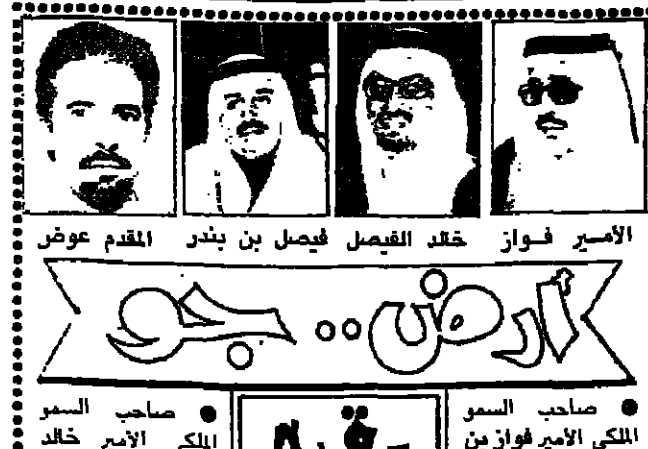 الأمير فواز
خالد الفيصل
فيصل بن بندر
المقدم عوض
أرض.. جو
● صاحب السمو
الملكي الأمير فواز بن
● صاحب السمو
الملكي الأمير خالد